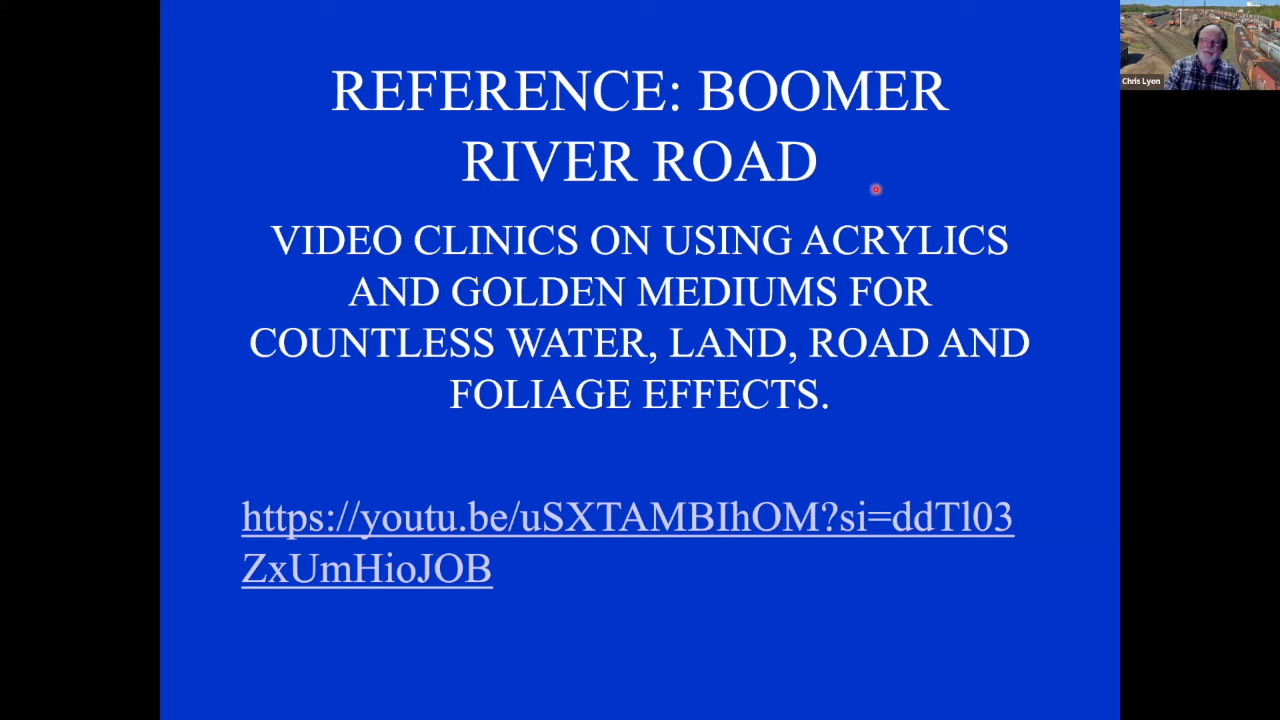 REFERENCE: BOOMER
RIVER ROAD
VIDEO CLINICS ON USING ACRYLICS
AND GOLDEN MEDIUMS FOR
COUNTLESS WATER, LAND, ROAD AND
FOLIAGE EFFECTS.
https://youtu.be/uSXTAMBIhOM?si=ddTl03
ZxUmHioJOB
Chris Lyon